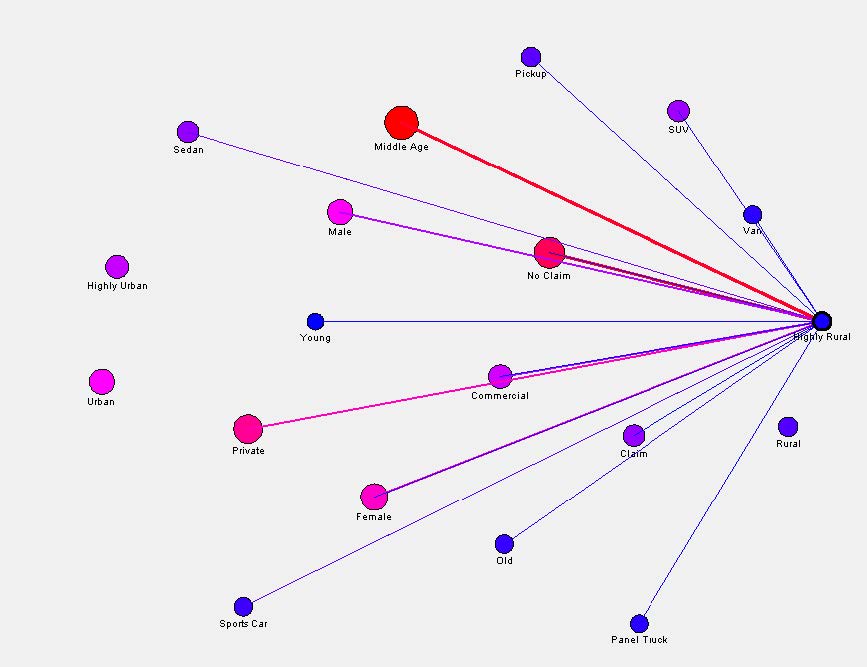 Pickup
SUV
Sedan
Middle Age
Male
Van
No Claim
Highly Urban
Young
Highly Rural
Urban
Commercial
Private
Claim
Rural
Female
Old
Sports Car
Panel Truck